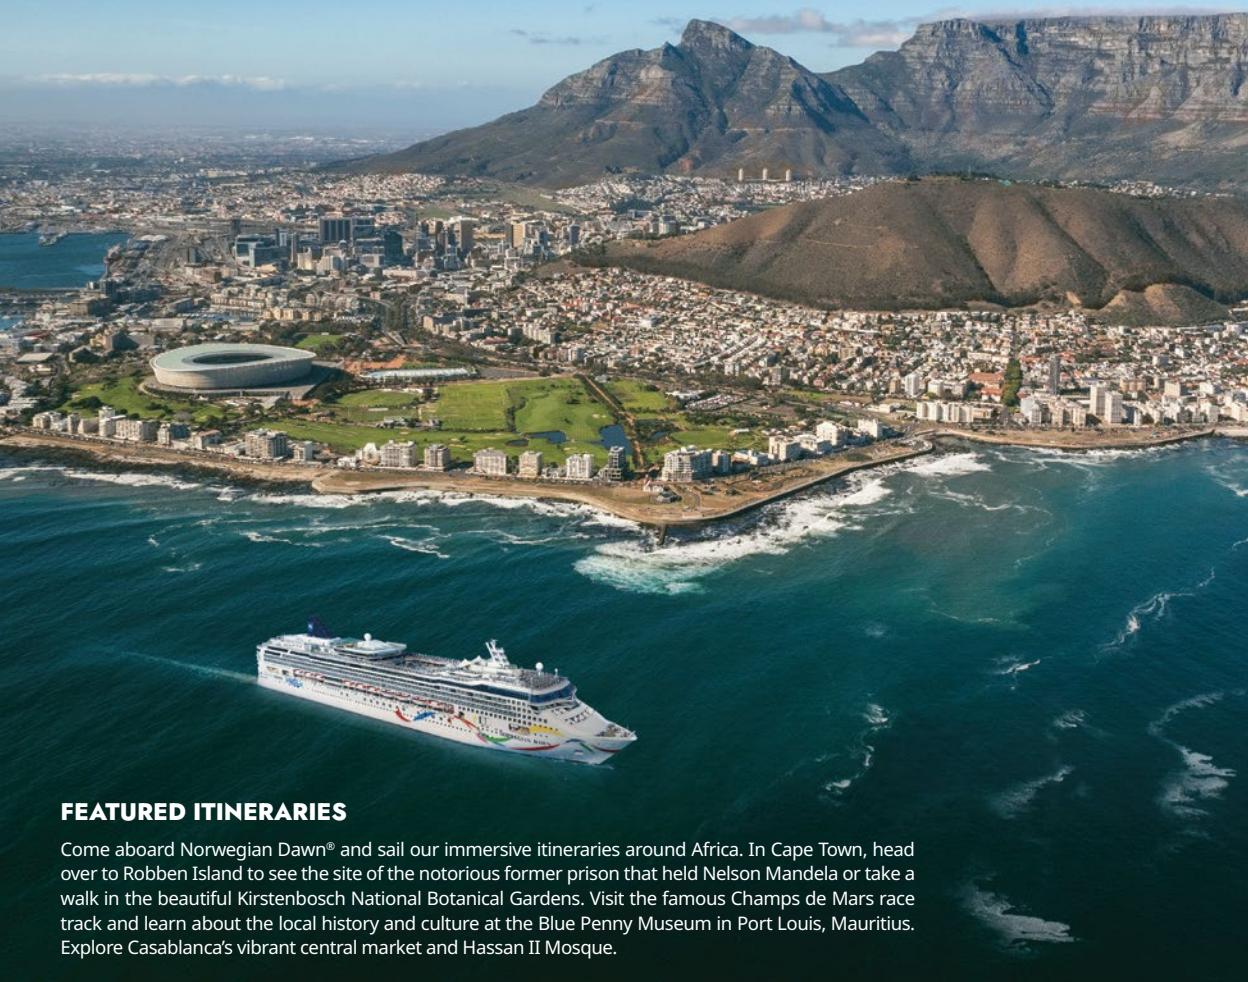 NORWEGIAN DAWN
FEATURED ITINERARIES
Come aboard Norwegian Dawn® and sail our immersive itineraries around Africa. In Cape Town, head
over to Robben Island to see the site of the notorious former prison that held Nelson Mandela or take a
walk in the beautiful Kirstenbosch National Botanical Gardens. Visit the famous Champs de Mars race
track and learn about the local history and culture at the Blue Penny Museum in Port Louis, Mauritius.
Explore Casablanca’s vibrant central market and Hassan II Mosque.